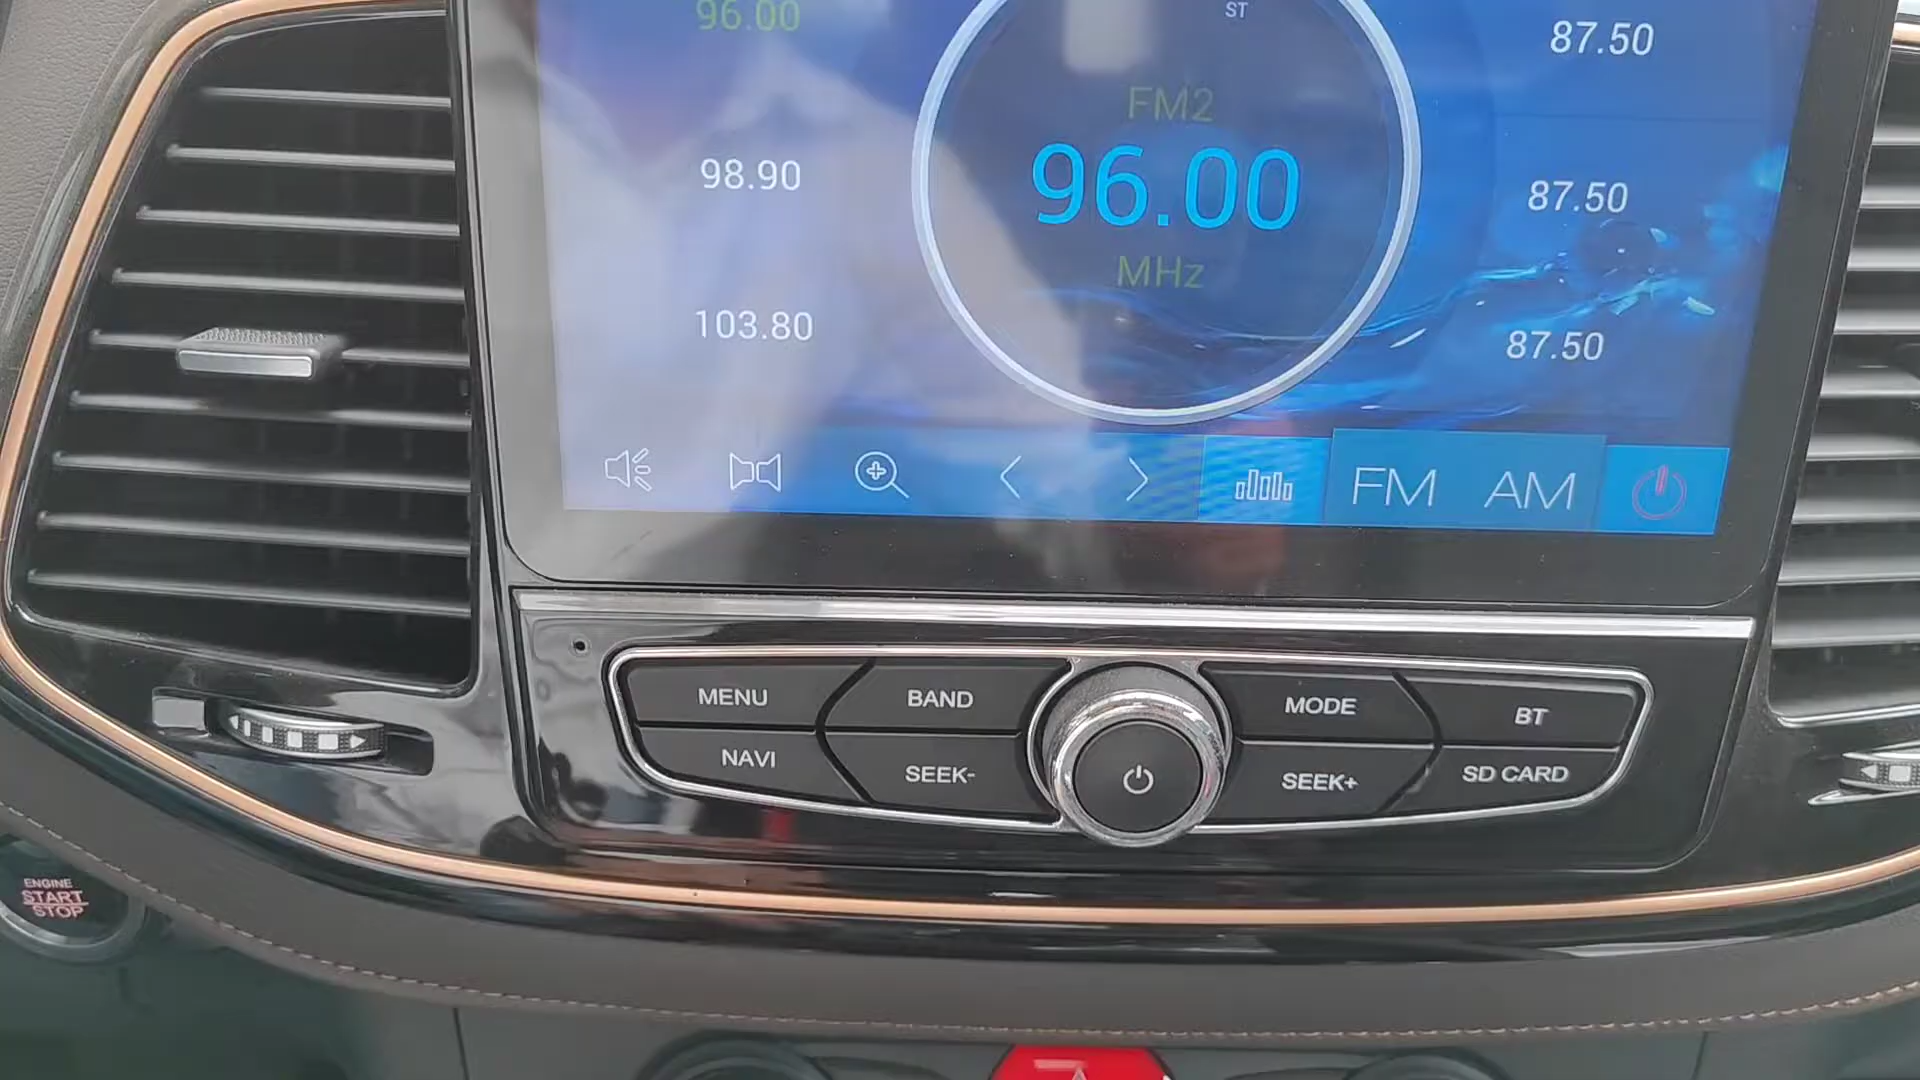 96.00
ST
87.50
FM2
98.90
96.00
87.50
MHz
103.80
87.50
FM AM
MENU
BAND
MODE
BT
NAVI
SEEK-
SEEK+
SD CARD
ENGINE
START
STOP